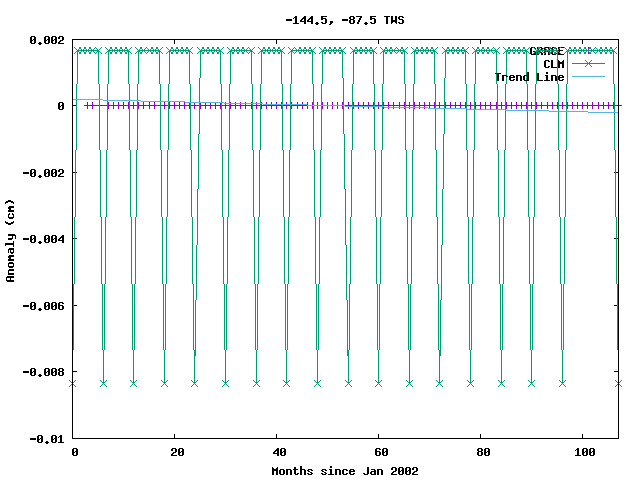 -144.5, -87.5 TWS
0.002
0
-0.002
-0.004
-0.006
-0.008
-0.01
Anomaly (cm)
GRACE
CLM
Trend Line
0 20 40 60 80 100
Months since Jan 2002